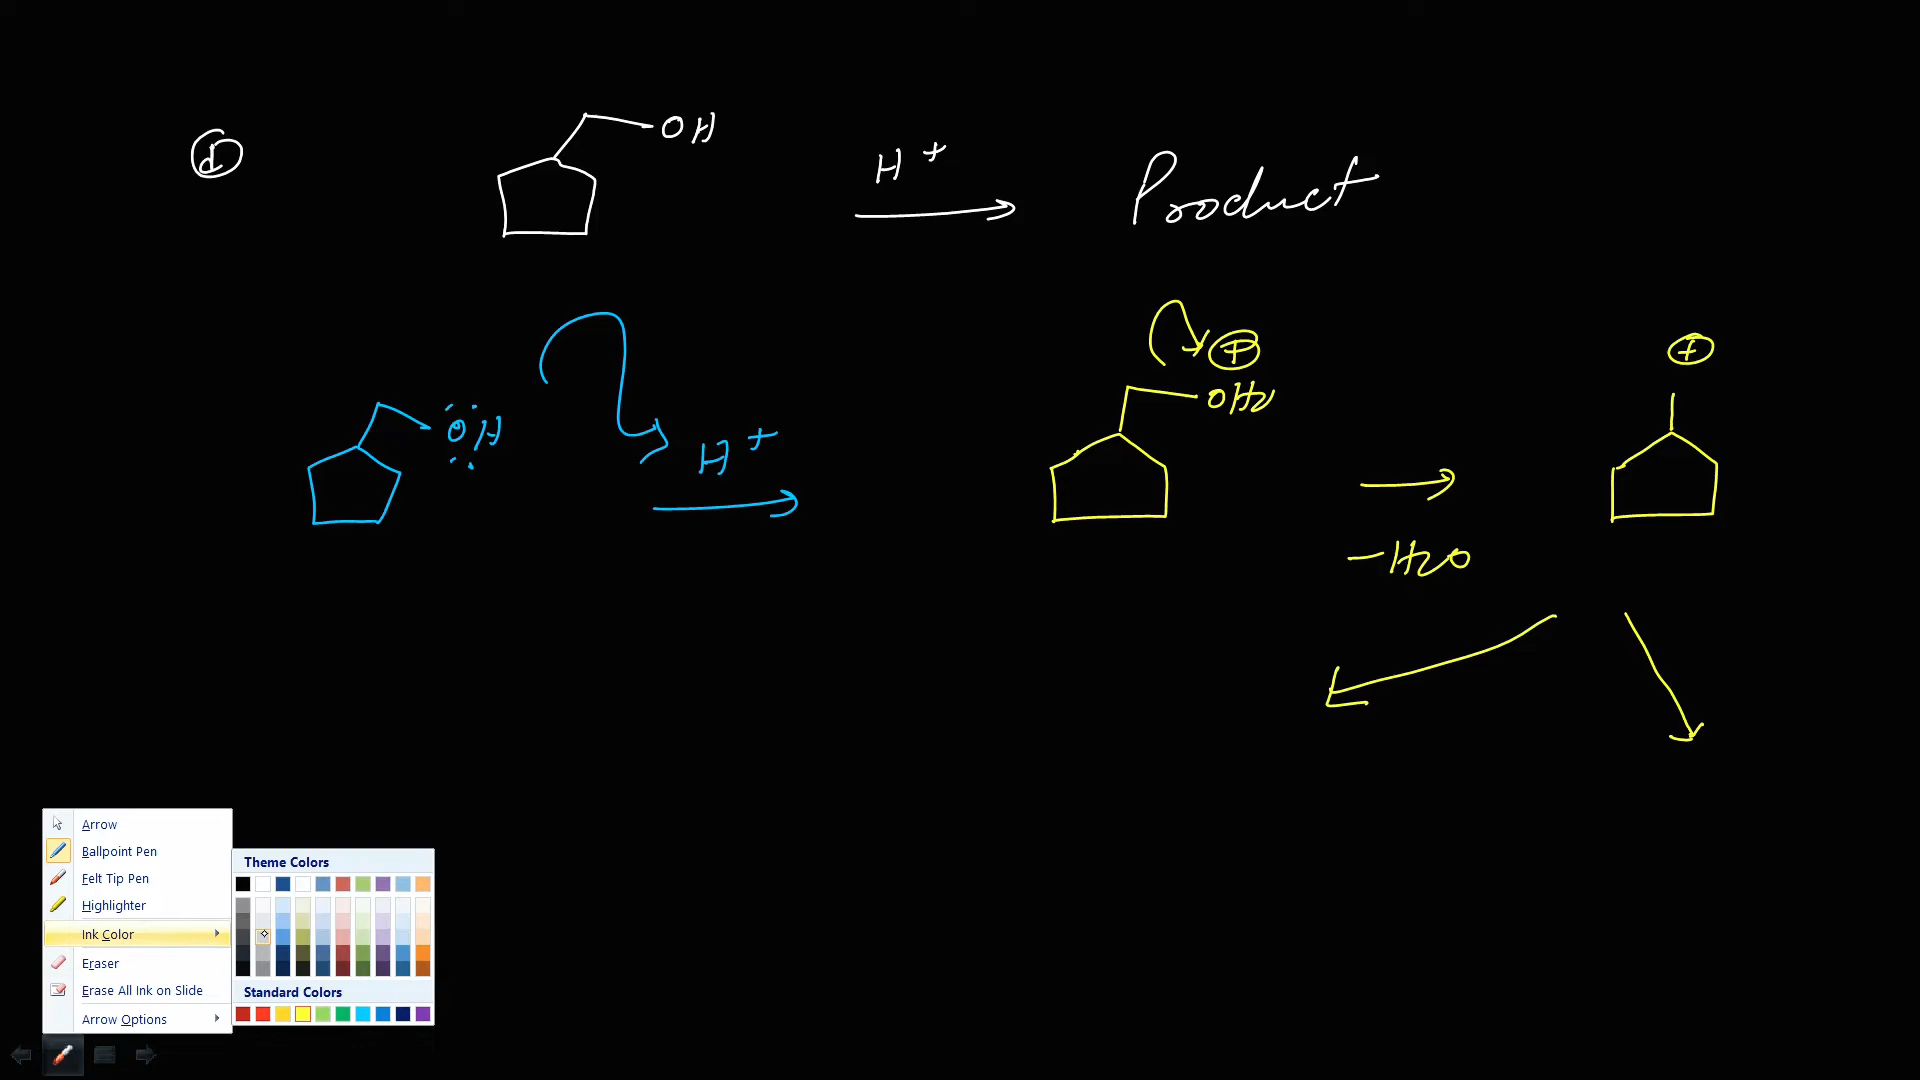 d
OH
H+
Product
OH
H+
+
OH2
-H2O
+
Arrow
Ballpoint Pen
Felt Tip Pen
Highlighter
Ink Color
Eraser
Erase All Ink on Slide
Arrow Options
Theme Colors
Standard Colors